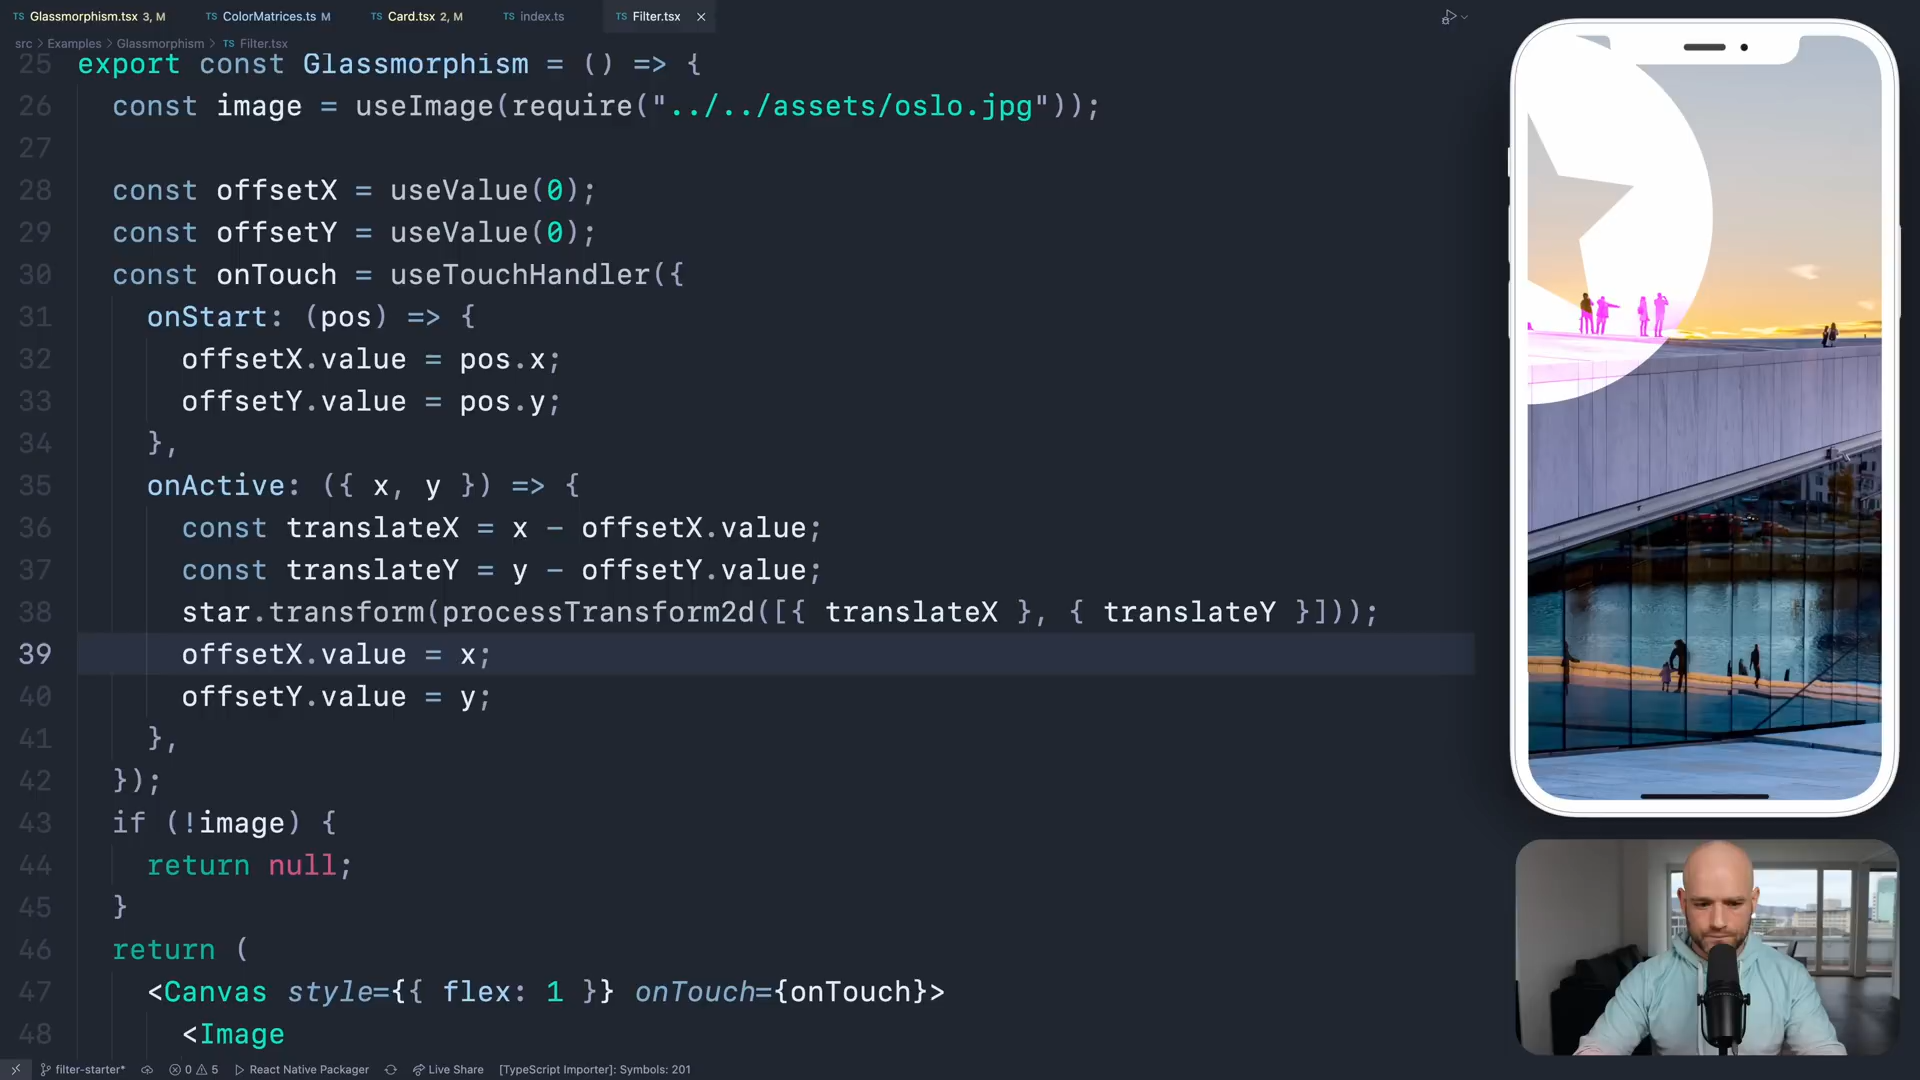 TS Glassmorphism.tsx 3, M
TS ColorMatrices.ts M
TS Card.tsx 2, M
TS index.ts
TS Filter.tsx
src > Examples > Glassmorphism > TS Filter.tsx
25 export const Glassmorphism = () => {
26 const image = useImage(require("../../assets/oslo.jpg"));
27
28 const offsetX = useValue(0);
29 const offsetY = useValue(0);
30 const onTouch = useTouchHandler({
31 onStart: (pos) => {
32 offsetX.value = pos.x;
33 offsetY.value = pos.y;
34 },
35 onActive: ({ x, y }) => {
36 const translateX = x - offsetX.value;
37 const translateY = y - offsetY.value;
38 star.transform(processTransform2d([{ translateX }, { translateY }]));
39 offsetX.value = x;
40 offsetY.value = y;
41 },
42 });
43 if (!image) {
44 return null;
45 }
46 return (
47 <Canvas style={{ flex: 1 }} onTouch={onTouch}>
48 <Image
filter-starter* 0 5 React Native Packager Live Share [TypeScript Importer]: Symbols: 201